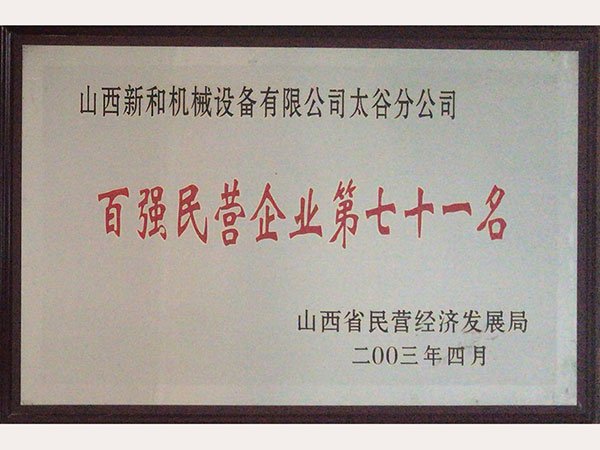 山西新和机械设备有限公司太谷分公司
百强民营企业第七十一名
山西省民营经济发展局
二00三年四月